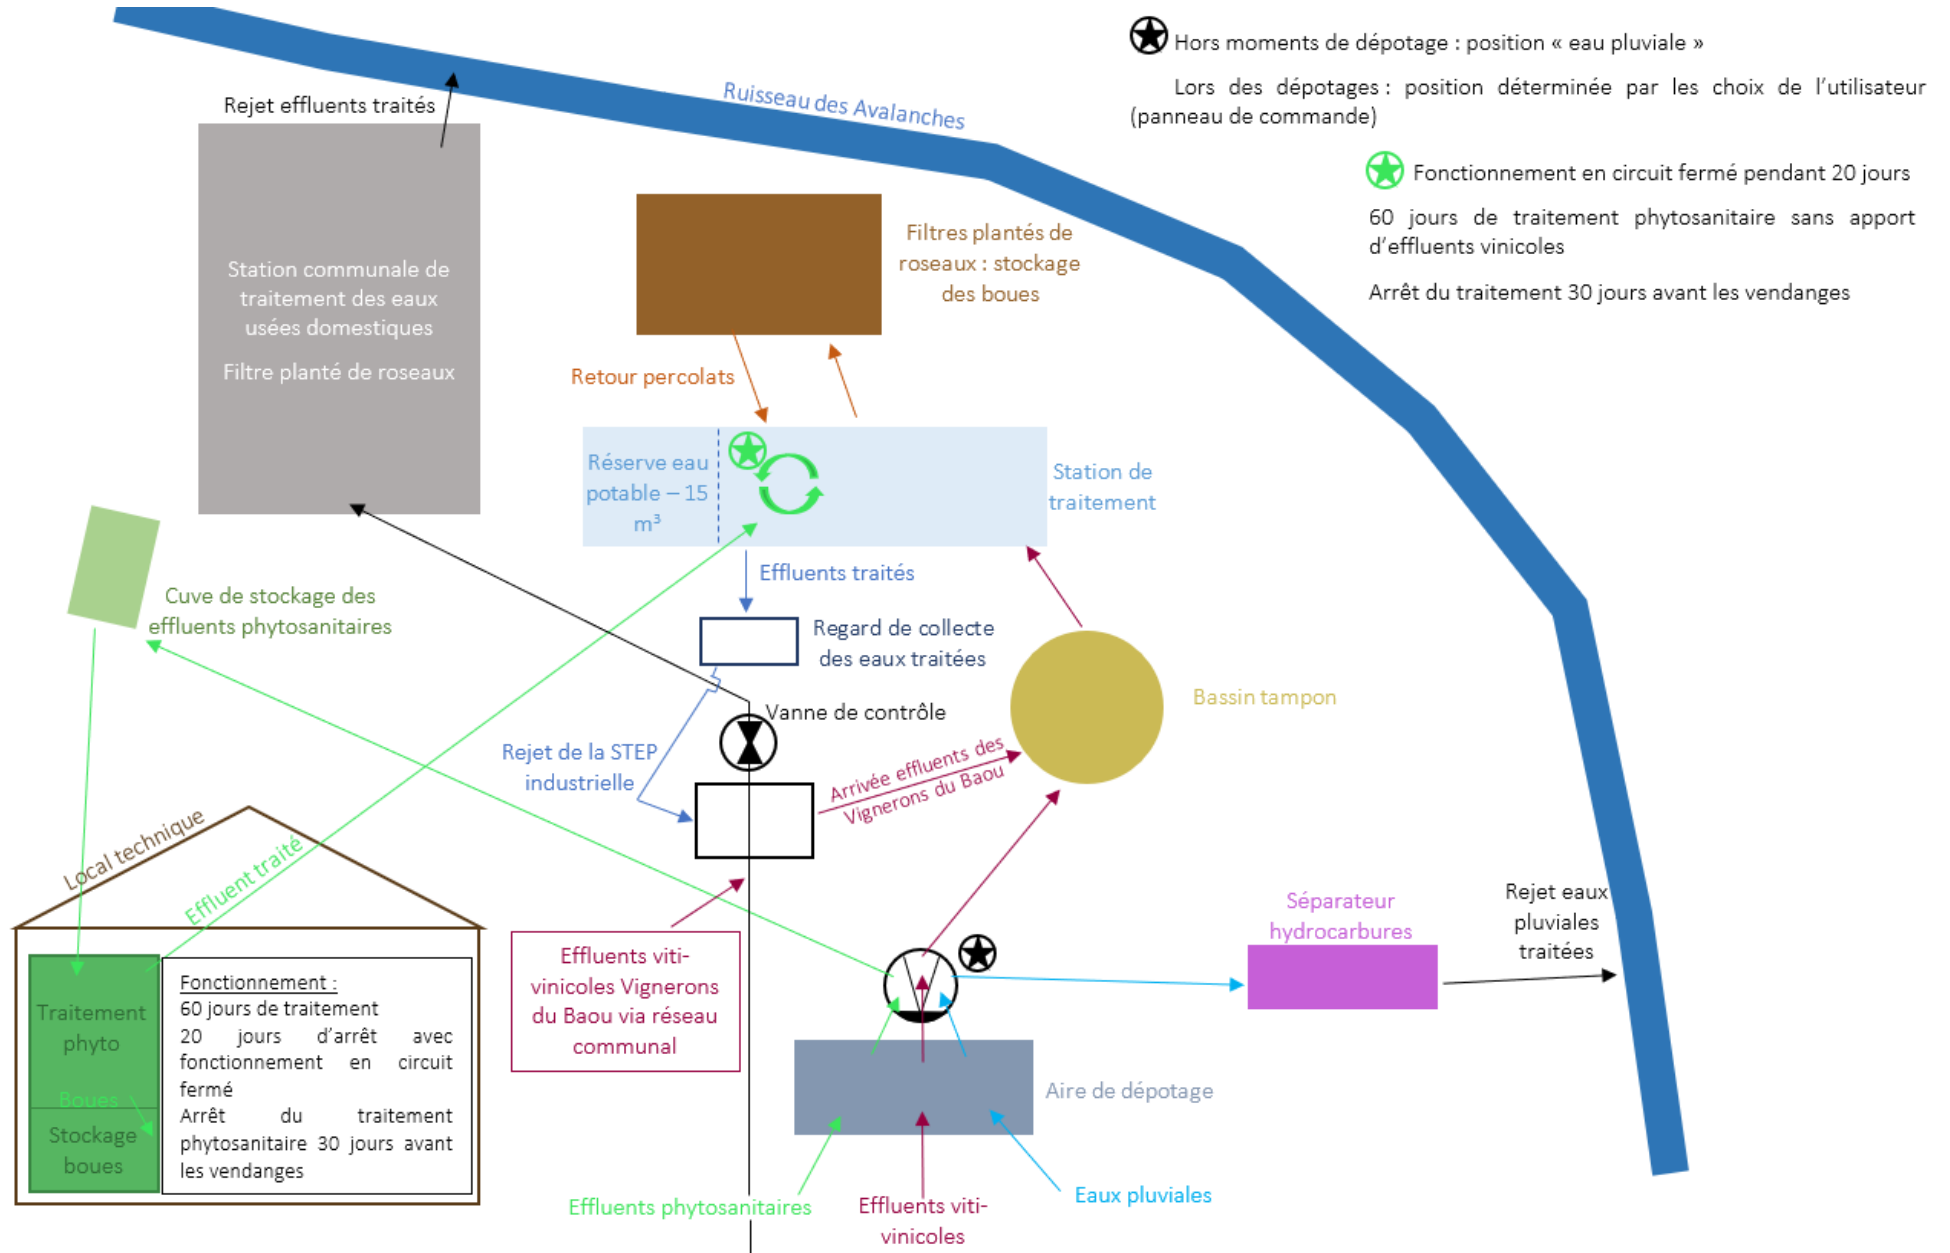 Hors moments de dépotage : position « eau pluviale »
Lors des dépotages : position déterminée par les choix de l'utilisateur
(panneau de commande)
Rejet effluents traités
Ruisseau des Avalanches
Fonctionnement en circuit fermé pendant 20 jours
60 jours de traitement phytosanitaire sans apport
d'effluents vinicoles
Arrêt du traitement 30 jours avant les vendanges
Station communale de
traitement des eaux
usées domestiques
Filtre planté de roseaux
Filtres plantés de
roseaux : stockage
des boues
Retour percolats
Réserve eau
potable – 15
m³
Station de
traitement
Effluents traités
Cuve de stockage des
effluents phytosanitaires
Regard de collecte
des eaux traitées
Bassin tampon
Vanne de contrôle
Rejet de la STEP
industrielle
Arrivée effluents des
Vignerons du Baou
Local technique
Effluent traité
Séparateur
hydrocarbures
Rejet eaux
pluviales
traitées
Effluents viti-
vinicoles Vignerons
du Baou via réseau
communal
Traitement
phyto
Boues
Stockage
boues
Fonctionnement :
60 jours de traitement
20 jours d'arrêt avec
fonctionnement en circuit
fermé
Arrêt du traitement
phytosanitaire 30 jours avant
les vendanges
Aire de dépotage
Effluents phytosanitaires
Effluents viti-
vinicoles
Eaux pluviales